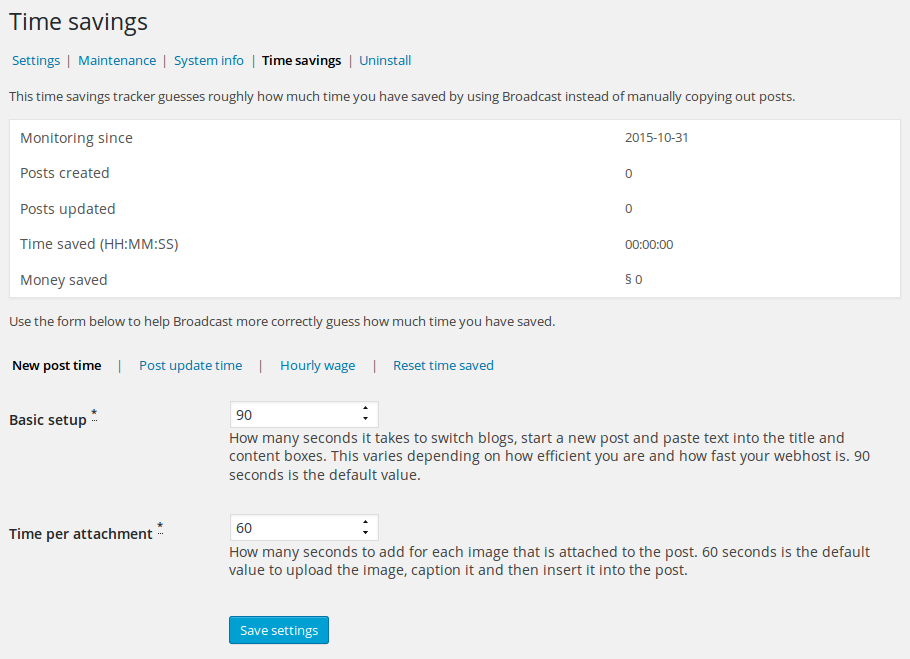 Time savings
Settings | Maintenance | System info | Time savings | Uninstall
This time savings tracker guesses roughly how much time you have saved by using Broadcast instead of manually copying out posts.
Monitoring since 2015-10-31
Posts created 0
Posts updated 0
Time saved (HH:MM:SS) 00:00:00
Money saved § 0
Use the form below to help Broadcast more correctly guess how much time you have saved.
New post time | Post update time | Hourly wage | Reset time saved
Basic setup * 90
How many seconds it takes to switch blogs, start a new post and paste text into the title and
content boxes. This varies depending on how efficient you are and how fast your webhost is. 90
seconds is the default value.
Time per attachment * 60
How many seconds to add for each image that is attached to the post. 60 seconds is the default
value to upload the image, caption it and then insert it into the post.
Save settings